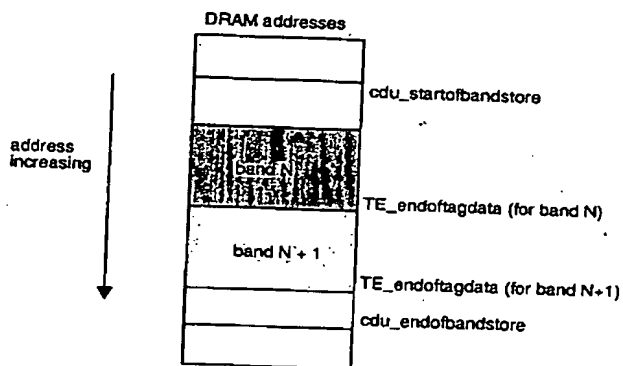 DRAM addresses
cdu_startofbandstore
address
increasing
band N
TE_endoftagdata (for band N)
band N + 1
TE_endoftagdata (for band N+1)
cdu_endofbandstore